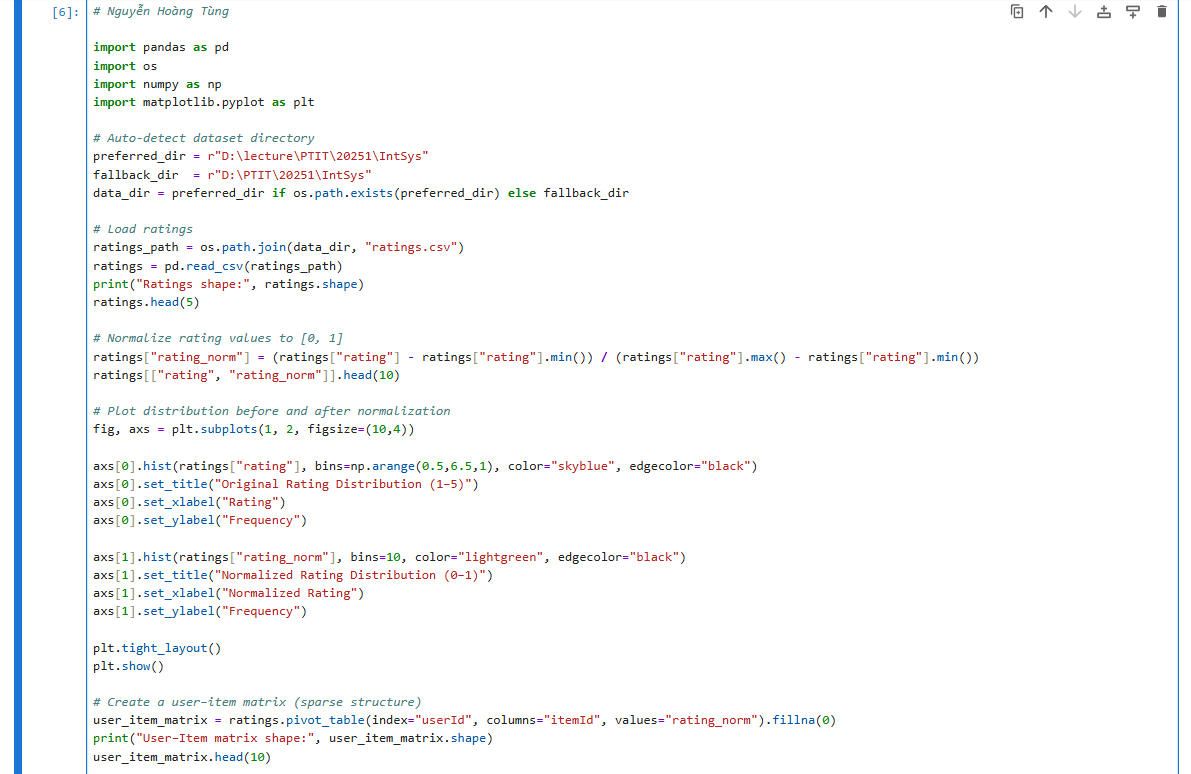 [6]: # Nguyễn Hoàng Tùng
import pandas as pd
import os
import numpy as np
import matplotlib.pyplot as plt
# Auto-detect dataset directory
preferred_dir = r"D:\lecture\PTIT\20251\IntSys"
fallback_dir  = r"D:\PTIT\20251\IntSys"
data_dir = preferred_dir if os.path.exists(preferred_dir) else fallback_dir
# Load ratings
ratings_path = os.path.join(data_dir, "ratings.csv")
ratings = pd.read_csv(ratings_path)
print("Ratings shape:", ratings.shape)
ratings.head(5)
# Normalize rating values to [0, 1]
ratings["rating_norm"] = (ratings["rating"] - ratings["rating"].min()) / (ratings["rating"].max() - ratings["rating"].min())
ratings[["rating", "rating_norm"]].head(10)
# Plot distribution before and after normalization
fig, axs = plt.subplots(1, 2, figsize=(10,4))
axs[0].hist(ratings["rating"], bins=np.arange(0.5,6.5,1), color="skyblue", edgecolor="black")
axs[0].set_title("Original Rating Distribution (1–5)")
axs[0].set_xlabel("Rating")
axs[0].set_ylabel("Frequency")
axs[1].hist(ratings["rating_norm"], bins=10, color="lightgreen", edgecolor="black")
axs[1].set_title("Normalized Rating Distribution (0–1)")
axs[1].set_xlabel("Normalized Rating")
axs[1].set_ylabel("Frequency")
plt.tight_layout()
plt.show()
# Create a user–item matrix (sparse structure)
user_item_matrix = ratings.pivot_table(index="userId", columns="itemId", values="rating_norm").fillna(0)
print("User-Item matrix shape:", user_item_matrix.shape)
user_item_matrix.head(10)